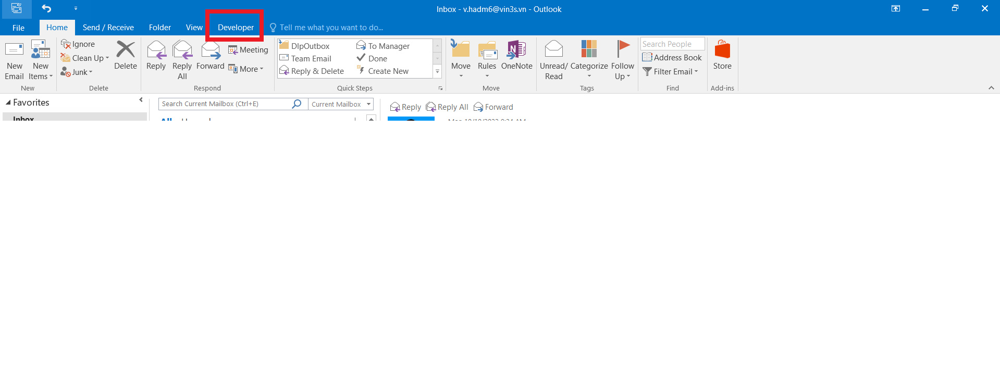 Inbox - v.hadm6@vin3s.vn - Outlook
File Home Send / Receive Folder View Developer Tell me what you want to do...
New Email
New Items
Ignore
Clean Up
Junk
Delete
Reply
Reply All
Forward
Meeting
More
DlpOutbox
Team Email
Reply & Delete
To Manager
Done
Create New
Move
Rules
OneNote
Unread/ Read
Categorize
Follow Up
Search People
Address Book
Filter Email
Store
New Delete Respond Quick Steps Move Tags Find Add-ins
Favorites
Search Current Mailbox (Ctrl+E) Current Mailbox
Reply Reply All Forward
Inbox
All